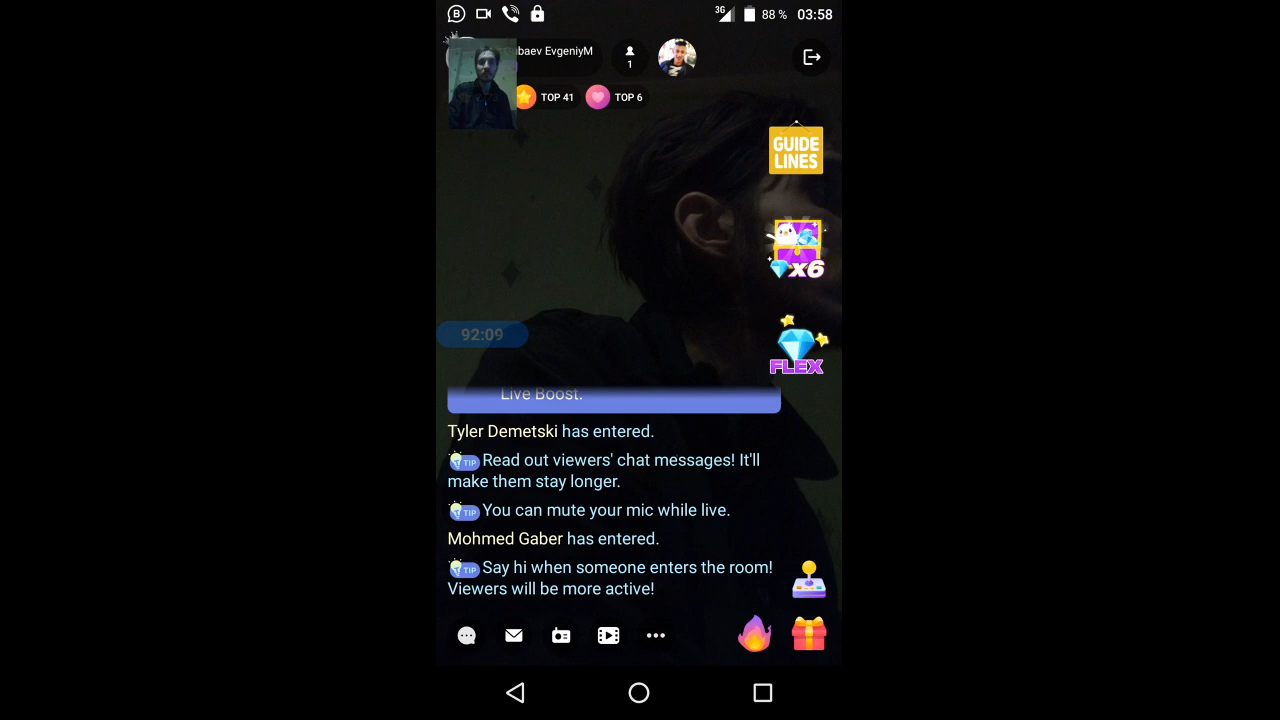 3G 88 % 03:58
ubaev EvgeniyM
1
TOP 41 TOP 6
GUIDE
LINES
x6
92:09
FLEX
Live Boost.
Tyler Demetski has entered.
TIP Read out viewers' chat messages! It'll
make them stay longer.
TIP You can mute your mic while live.
Mohmed Gaber has entered.
TIP Say hi when someone enters the room!
Viewers will be more active!